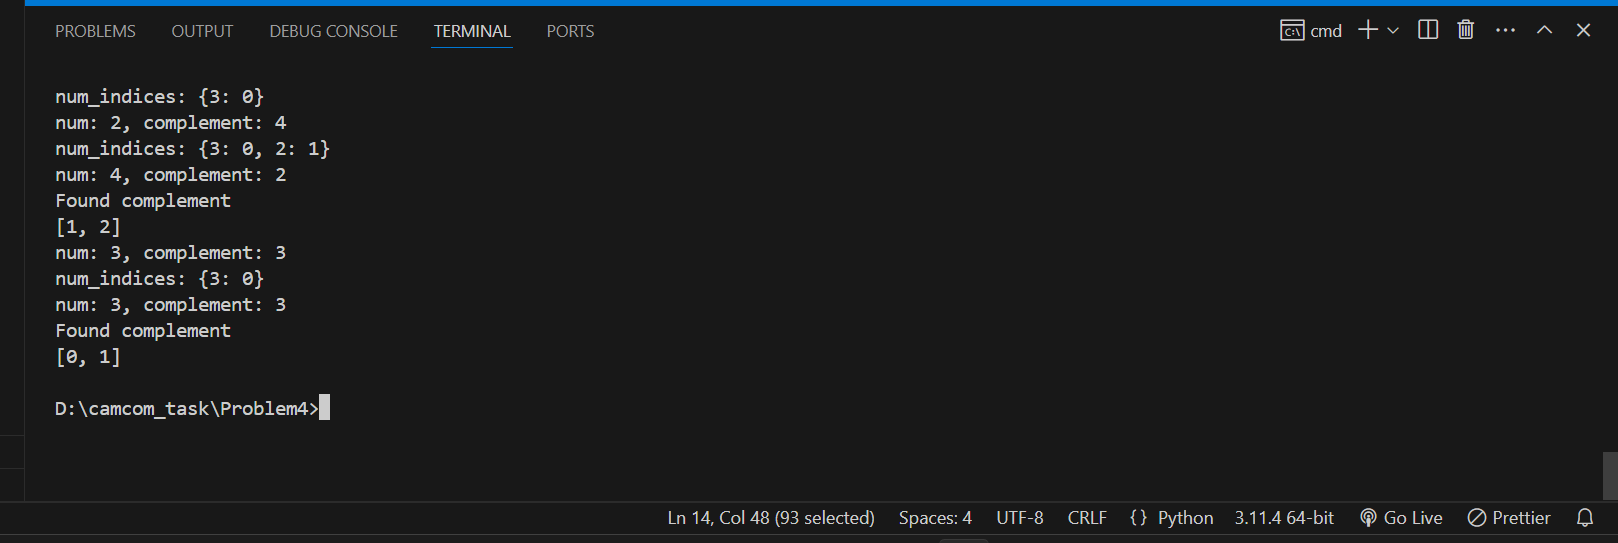 PROBLEMS OUTPUT DEBUG CONSOLE TERMINAL PORTS cmd
num_indices: {3: 0}
num: 2, complement: 4
num_indices: {3: 0, 2: 1}
num: 4, complement: 2
Found complement
[1, 2]
num: 3, complement: 3
num_indices: {3: 0}
num: 3, complement: 3
Found complement
[0, 1]
D:\camcom_task\Problem4>
Ln 14, Col 48 (93 selected) Spaces: 4 UTF-8 CRLF {} Python 3.11.4 64-bit Go Live Prettier